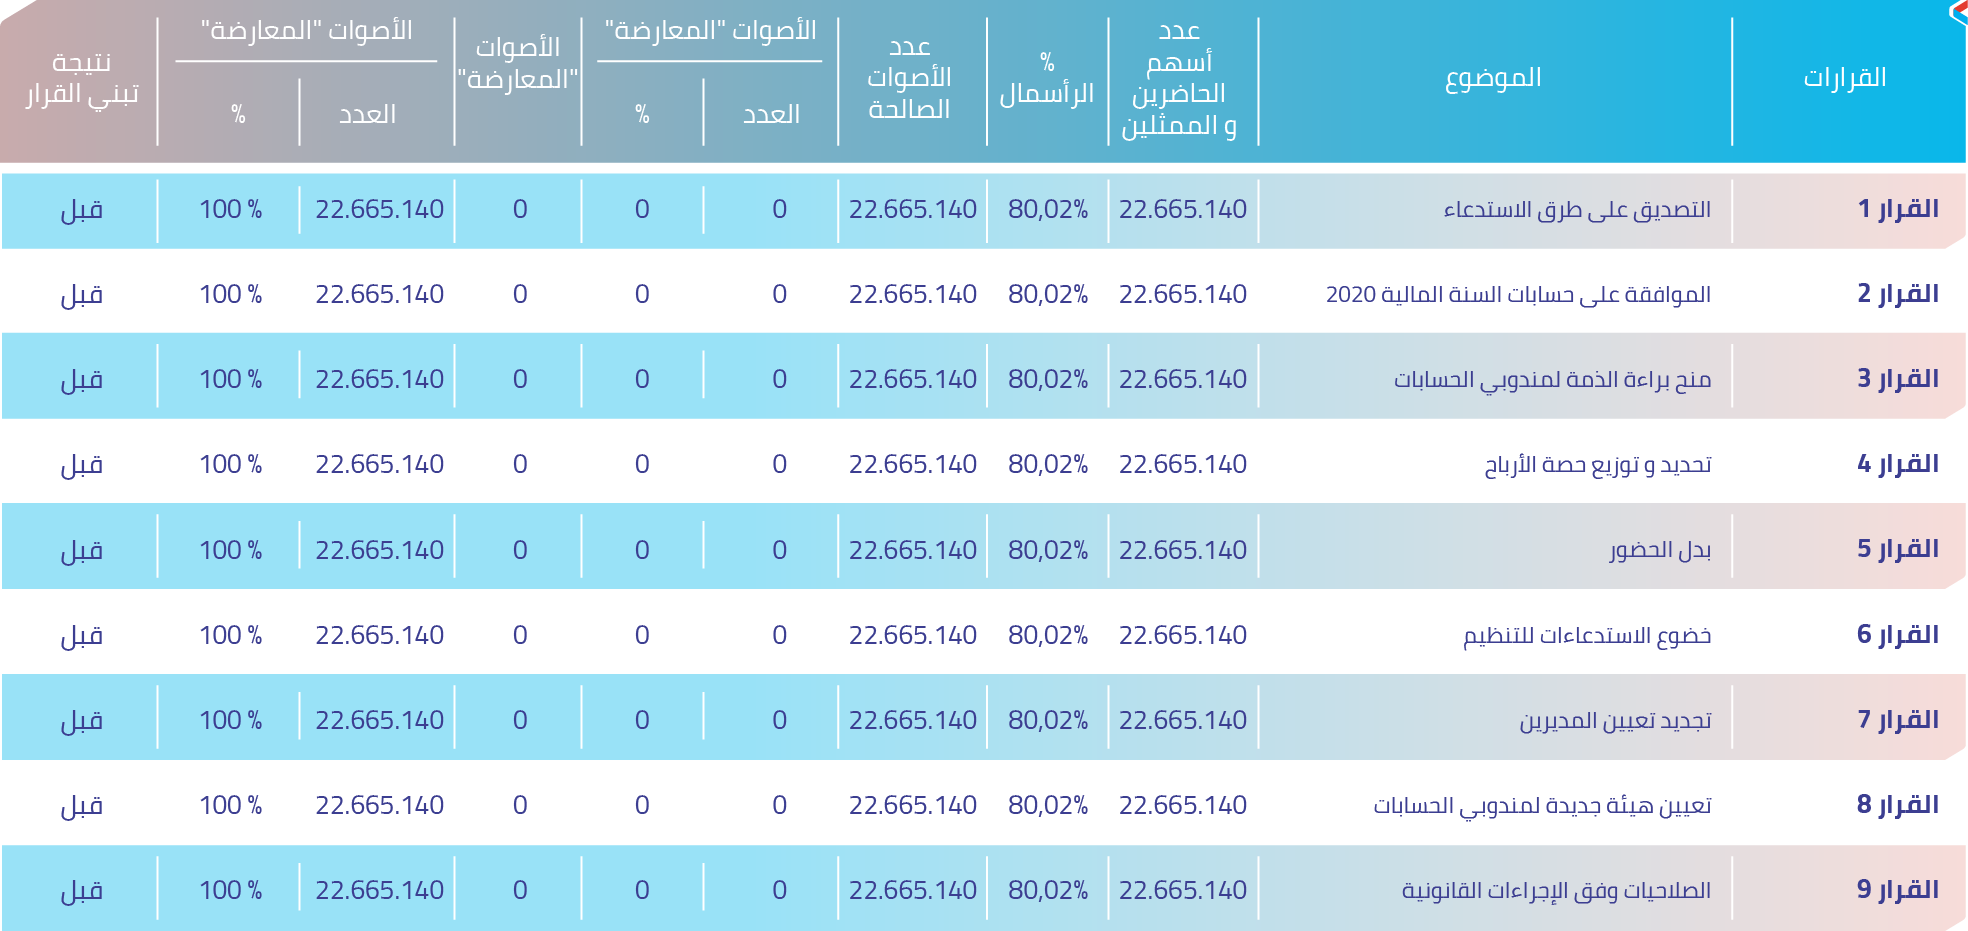 القرارات
الموضوع
عدد
أسهم
الحاضرين
و الممثلين
%
الرأسمال
عدد
الأصوات
الصالحة
الأصوات "المعارضة"
العدد
%
الأصوات
"المعارضة"
الأصوات "المعارضة"
العدد
%
نتيجة
تبني القرار
القرار 1 التصديق على طرق الاستدعاء 22.665.140 80,02% 22.665.140 0 0 0 22.665.140 100 % قبل
القرار 2 الموافقة على حسابات السنة المالية 2020 22.665.140 80,02% 22.665.140 0 0 0 22.665.140 100 % قبل
القرار 3 منح براءة الذمة لمندوبي الحسابات 22.665.140 80,02% 22.665.140 0 0 0 22.665.140 100 % قبل
القرار 4 تحديد و توزيع حصة الأرباح 22.665.140 80,02% 22.665.140 0 0 0 22.665.140 100 % قبل
القرار 5 بدل الحضور 22.665.140 80,02% 22.665.140 0 0 0 22.665.140 100 % قبل
القرار 6 خضوع الاستدعاءات للتنظيم 22.665.140 80,02% 22.665.140 0 0 0 22.665.140 100 % قبل
القرار 7 تجديد تعيين المديرين 22.665.140 80,02% 22.665.140 0 0 0 22.665.140 100 % قبل
القرار 8 تعيين هيئة جديدة لمندوبي الحسابات 22.665.140 80,02% 22.665.140 0 0 0 22.665.140 100 % قبل
القرار 9 الصلاحيات وفق الإجراءات القانونية 22.665.140 80,02% 22.665.140 0 0 0 22.665.140 100 % قبل